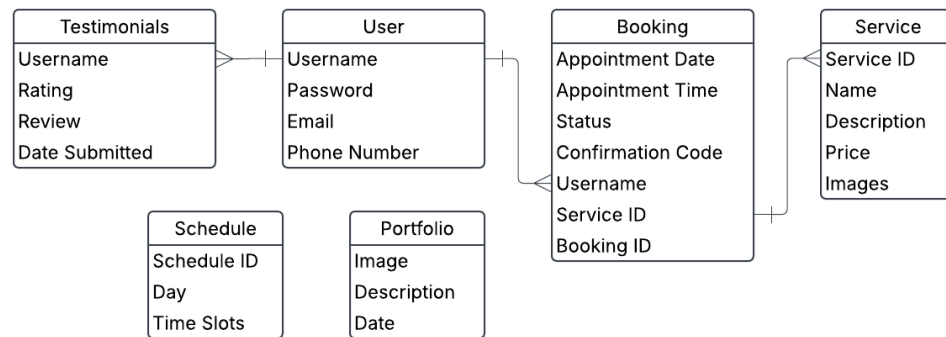 Testimonials
Username
Rating
Review
Date Submitted
User
Username
Password
Email
Phone Number
Booking
Appointment Date
Appointment Time
Status
Confirmation Code
Username
Service ID
Booking ID
Service
Service ID
Name
Description
Price
Images
Schedule
Schedule ID
Day
Time Slots
Portfolio
Image
Description
Date